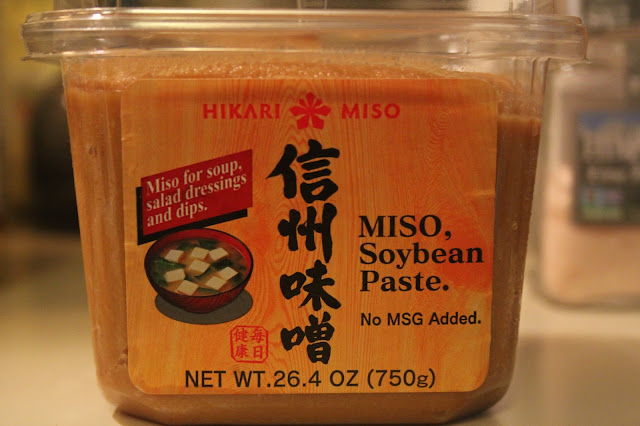 HIKARI MISO
Miso for soup,
salad dressings
and dips.
信州味噌
MISO,
Soybean
Paste.
No MSG Added.
毎日
健康
NET WT.26.4 OZ (750g)